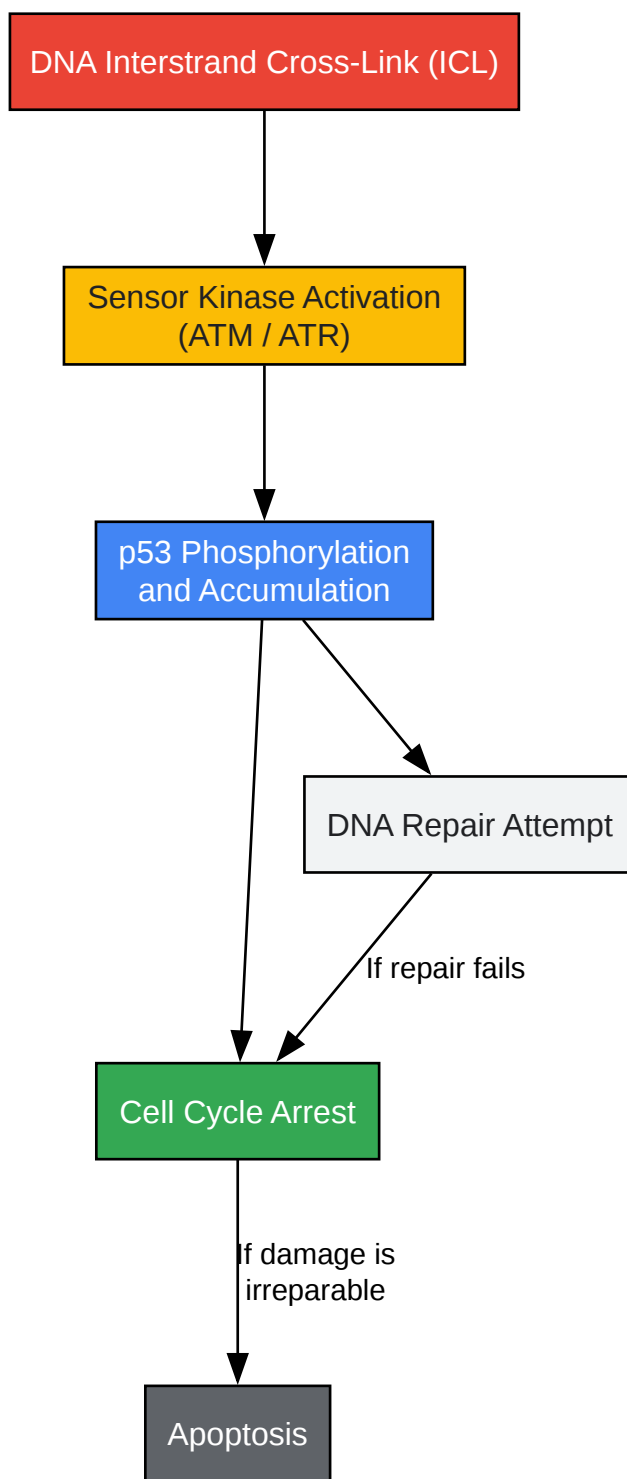 DNA Interstrand Cross-Link (ICL)
Sensor Kinase Activation
(ATM / ATR)
p53 Phosphorylation
and Accumulation
DNA Repair Attempt
If repair fails
Cell Cycle Arrest
If damage is
irreparable
Apoptosis